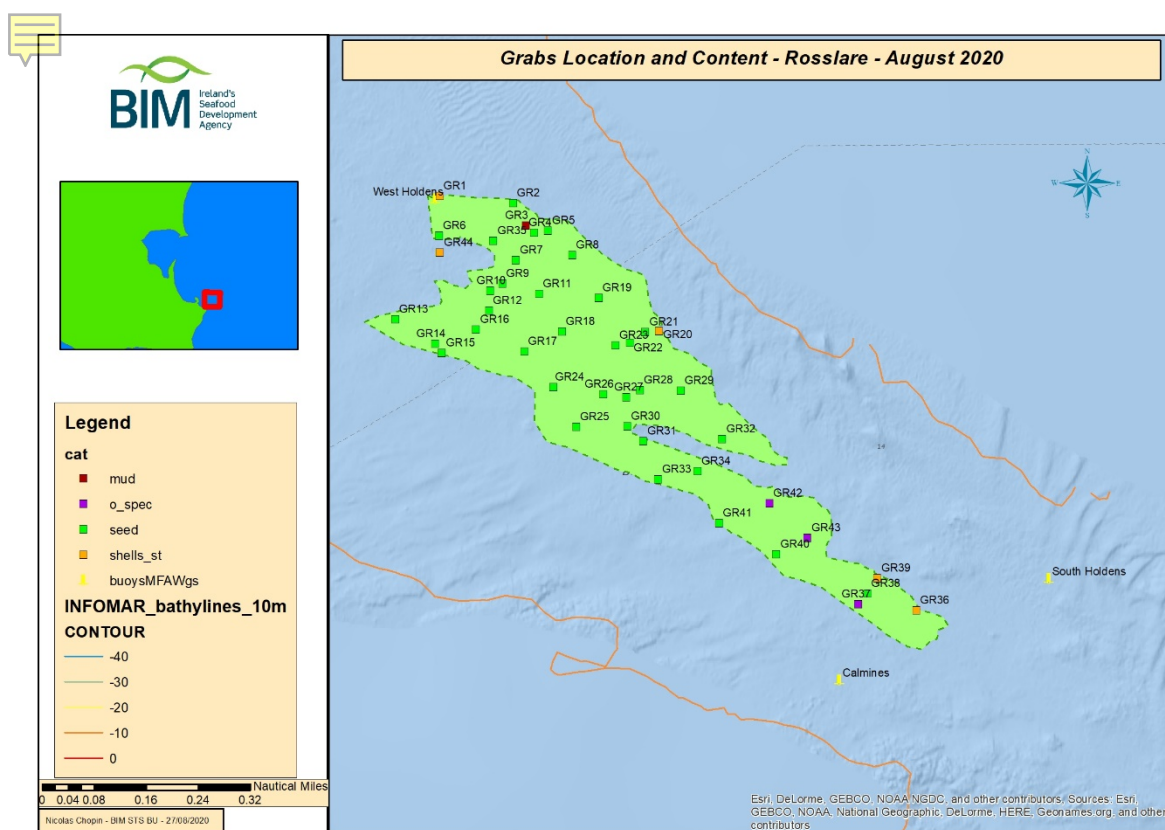 Grabs Location and Content - Rosslare - August 2020
BIM
Ireland's
Seafood
Development
Agency
Legend
cat
mud
o_spec
seed
shells_st
buoysMFAWgs
INFOMAR_bathylines_10m
CONTOUR
-40
-30
-20
-10
0
Nautical Miles
0 0.04 0.08 0.16 0.24 0.32
Nicolas Chopin - BIM STS BU - 27/08/2020
N
W E
S
West Holdens
GR1
GR2
GR3
GR4
GR5
GR6
GR35
GR44
GR7
GR8
GR9
GR10
GR11
GR19
GR12
GR13
GR16
GR18
GR21
GR20
GR23
GR22
GR14
GR15
GR17
GR24
GR26
GR27
GR28
GR29
GR25
GR30
GR31
GR32
GR33
GR34
GR42
GR41
GR43
GR40
GR39
GR38
GR37
GR36
South Holdens
Calmines
Esri, DeLorme, GEBCO, NOAA NGDC, and other contributors, Sources: Esri,
GEBCO, NOAA, National Geographic, DeLorme, HERE, Geonames.org, and other
contributors